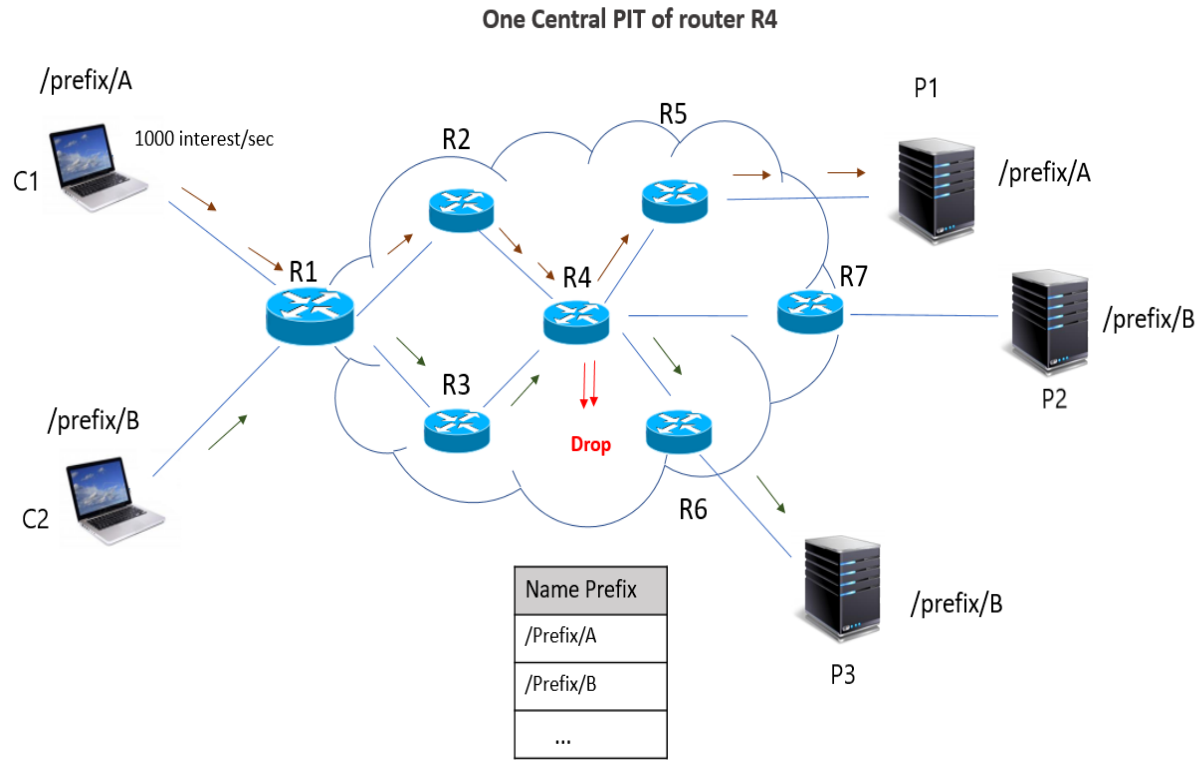 One Central PIT of router R4
/prefix/A
1000 interest/sec
C1
R2
R5
P1
/prefix/A
R1
R4
R7
/prefix/B
P2
R3
Drop
/prefix/B
C2
R6
/prefix/B
P3
Name Prefix
/Prefix/A
/Prefix/B
...